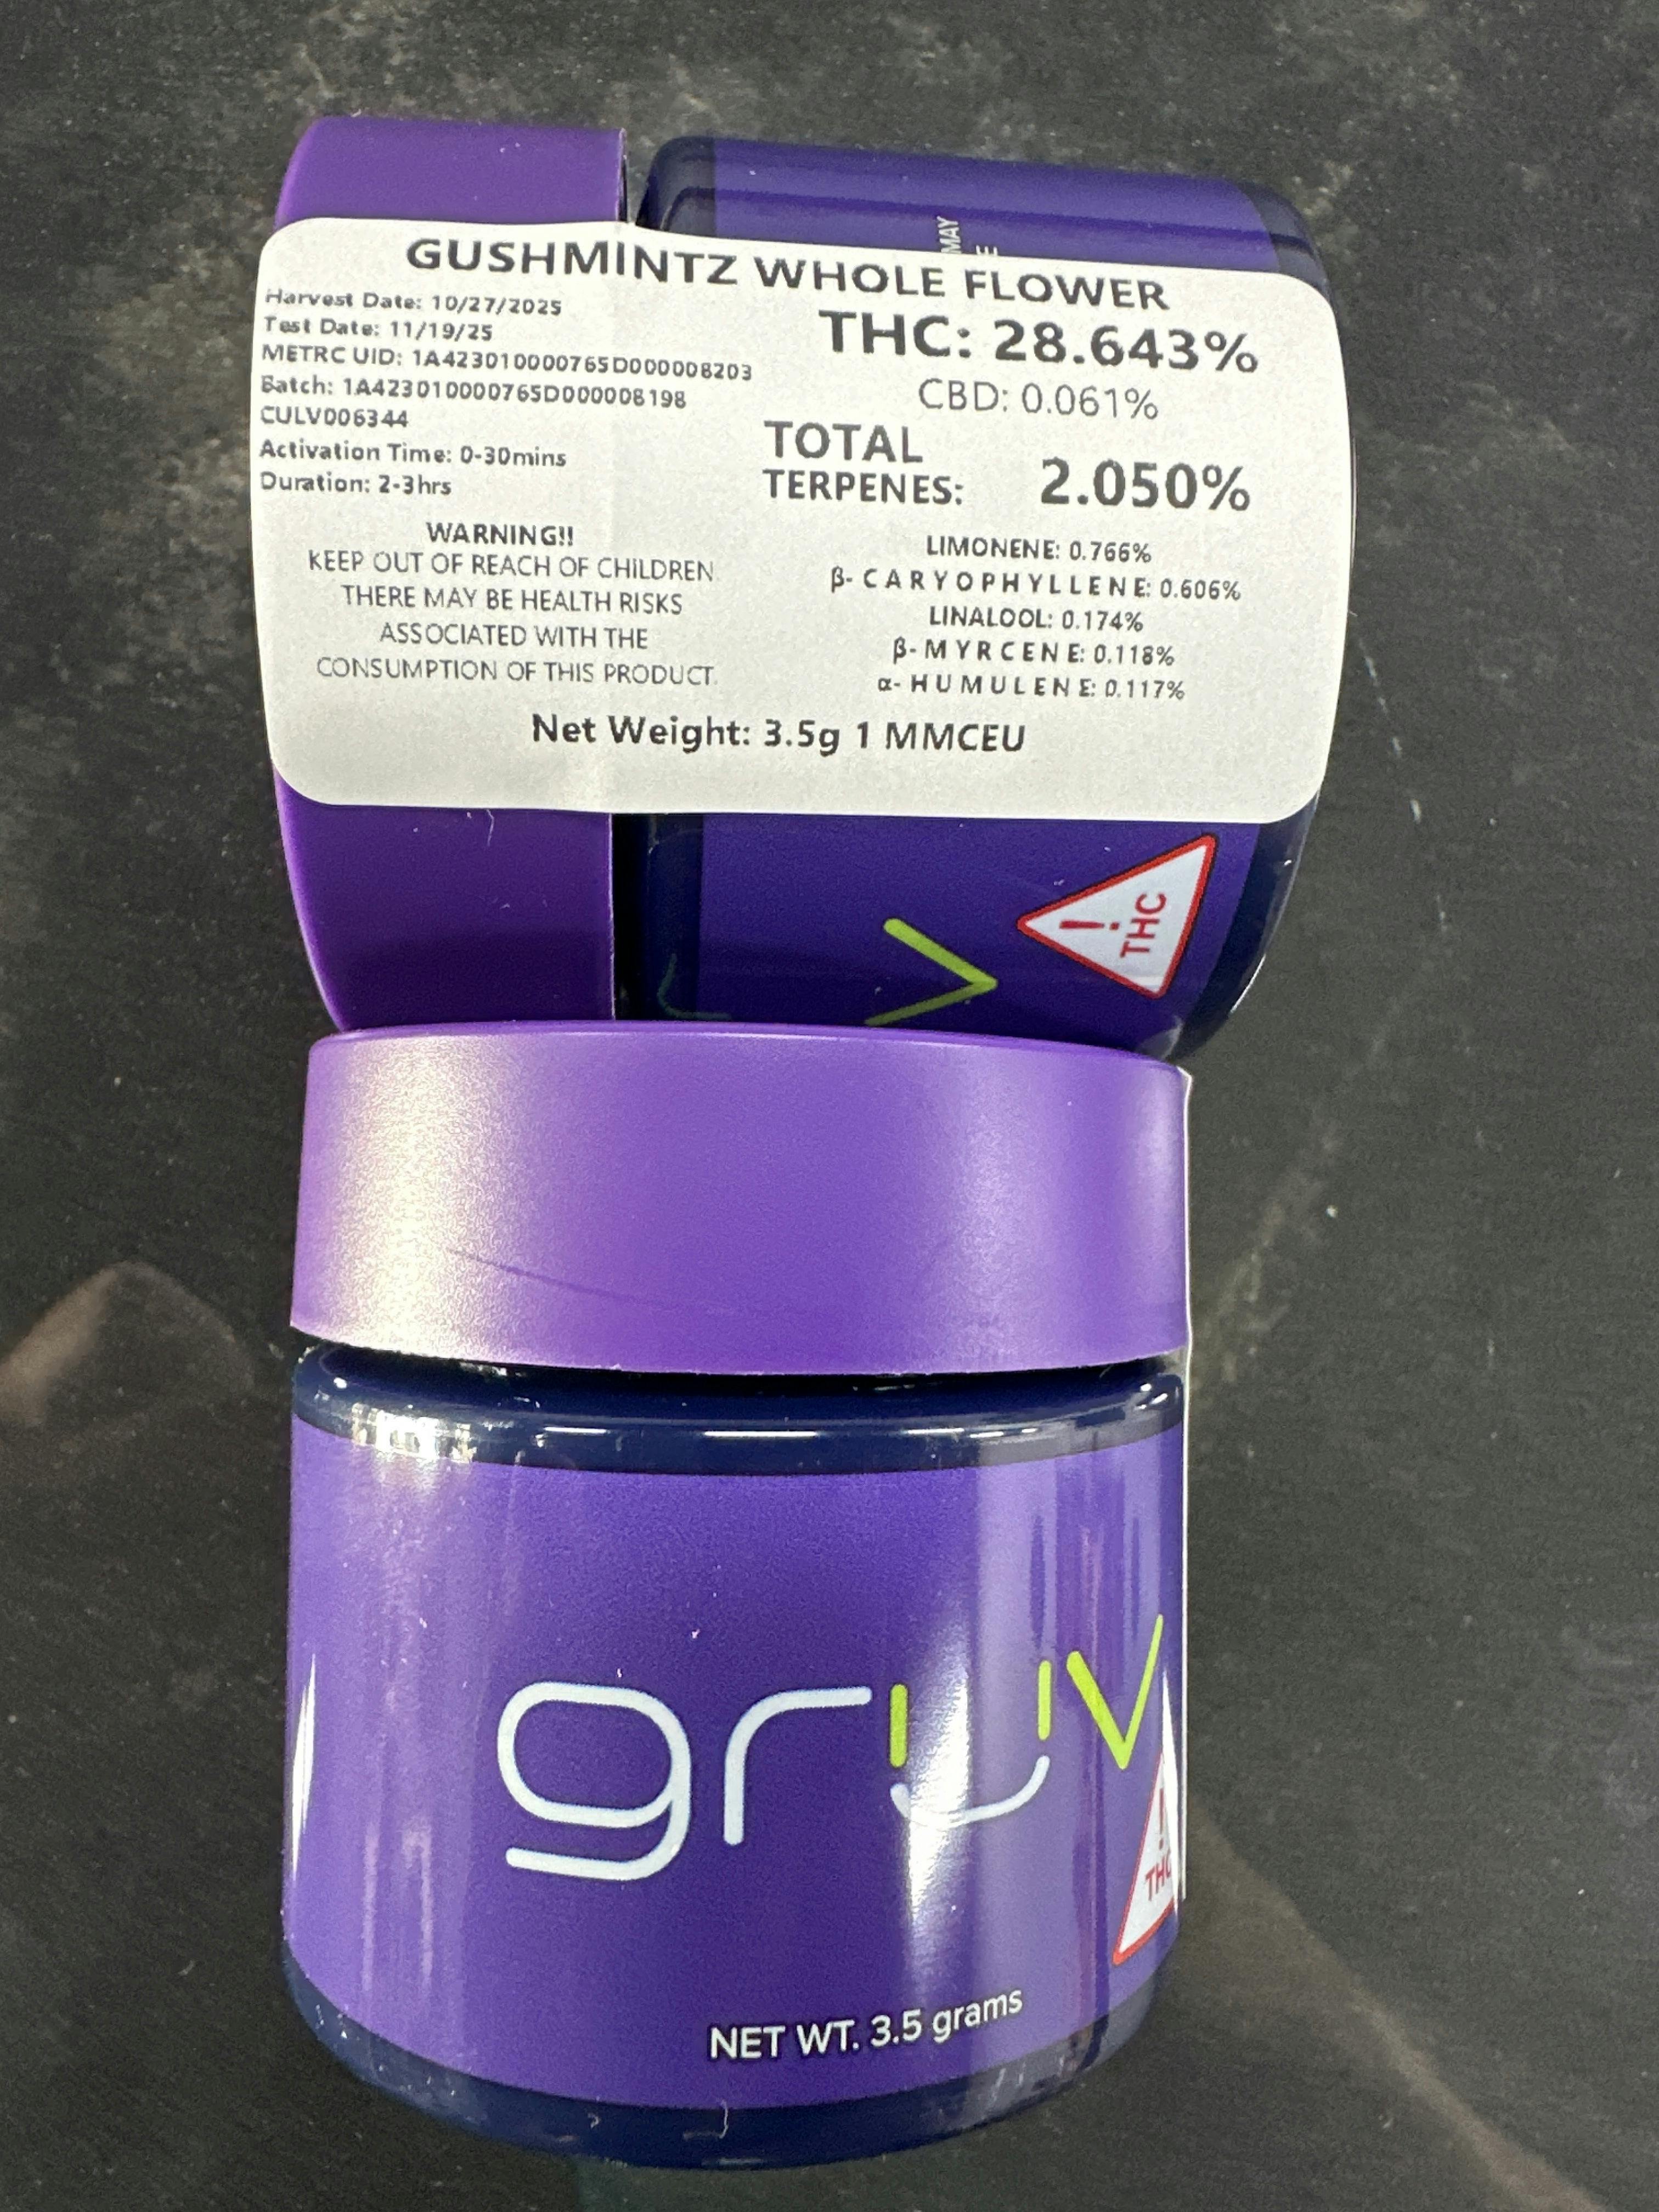 MAY
E
GUSHMINTZ WHOLE FLOWER
Harvest Date: 10/27/2025
Test Date: 11/19/25
METRC UID: 1A423010000765D000008203
Batch: 1A423010000765D000008198
CULV006344
Activation Time: 0-30mins
Duration: 2-3hrs
WARNING!!
KEEP OUT OF REACH OF CHILDREN
THERE MAY BE HEALTH RISKS
ASSOCIATED WITH THE
CONSUMPTION OF THIS PRODUCT.
THC: 28.643%
CBD: 0.061%
TOTAL
TERPENES: 2.050%
LIMONENE: 0.766%
β-CARYOPHYLLENE: 0.606%
LINALOOL: 0.174%
β-MYRCENE: 0.118%
α-HUMULENE: 0.117%
Net Weight: 3.5g 1 MMCEU
V
! THC
gruv
! THC
NET WT. 3.5 grams